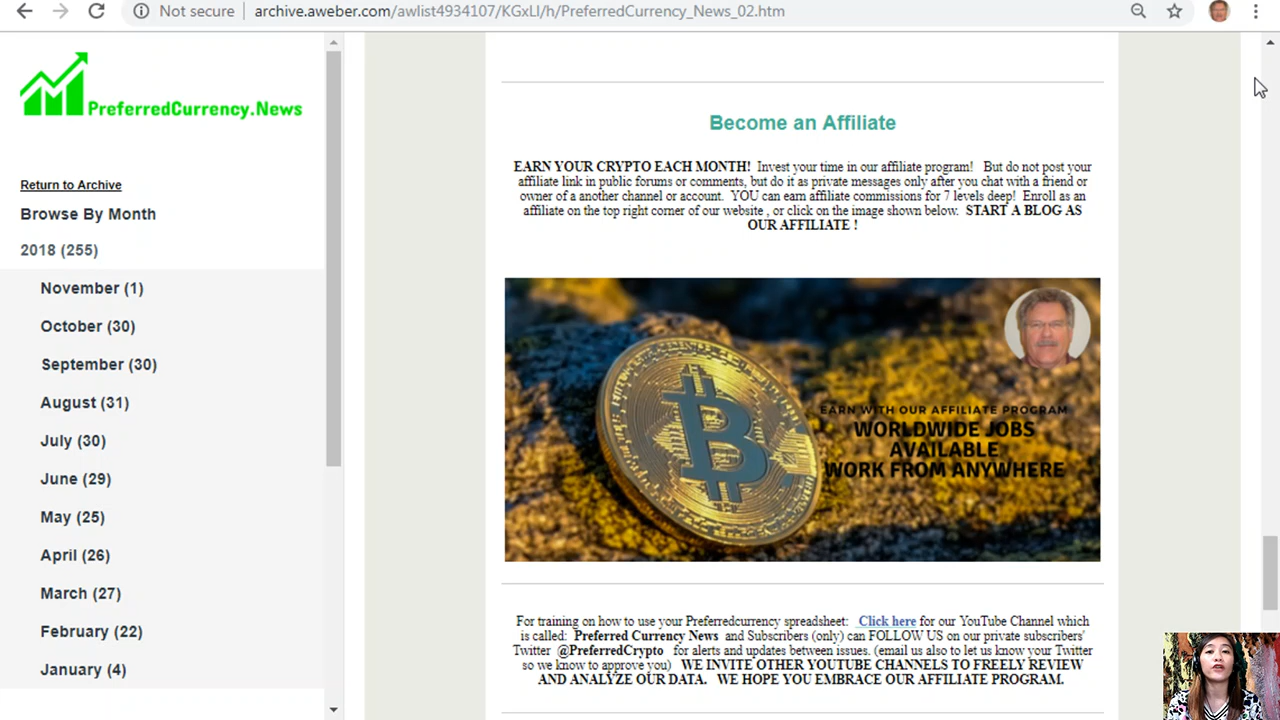 Not secure
archive.aweber.com/awlist4934107/KGxLl/h/PreferredCurrency_News_02.htm
PreferredCurrency.News
Return to Archive
Browse By Month
2018 (255)
November (1)
October (30)
September (30)
August (31)
July (30)
June (29)
May (25)
April (26)
March (27)
February (22)
January (4)
Become an Affiliate
EARN YOUR CRYPTO EACH MONTH! Invest your time in our affiliate program! But do not post your
affiliate link in public forums or comments, but do it as private messages only after you chat with a friend or
owner of a another channel or account. YOU can earn affiliate commissions for 7 levels deep! Enroll as an
affiliate on the top right corner of our website , or click on the image shown below. START A BLOG AS
OUR AFFILIATE !
EARN WITH OUR AFFILIATE PROGRAM
WORLDWIDE JOBS
AVAILABLE
WORK FROM ANYWHERE
For training on how to use your Preferredcurrency spreadsheet: Click here for our YouTube Channel which
is called: Preferred Currency News and Subscribers (only) can FOLLOW US on our private subscribers'
Twitter @PreferredCrypto for alerts and updates between issues. (email us also to let us know your Twitter
so we know to approve you) WE INVITE OTHER YOUTUBE CHANNELS TO FREELY REVIEW
AND ANALYZE OUR DATA. WE HOPE YOU EMBRACE OUR AFFILIATE PROGRAM.